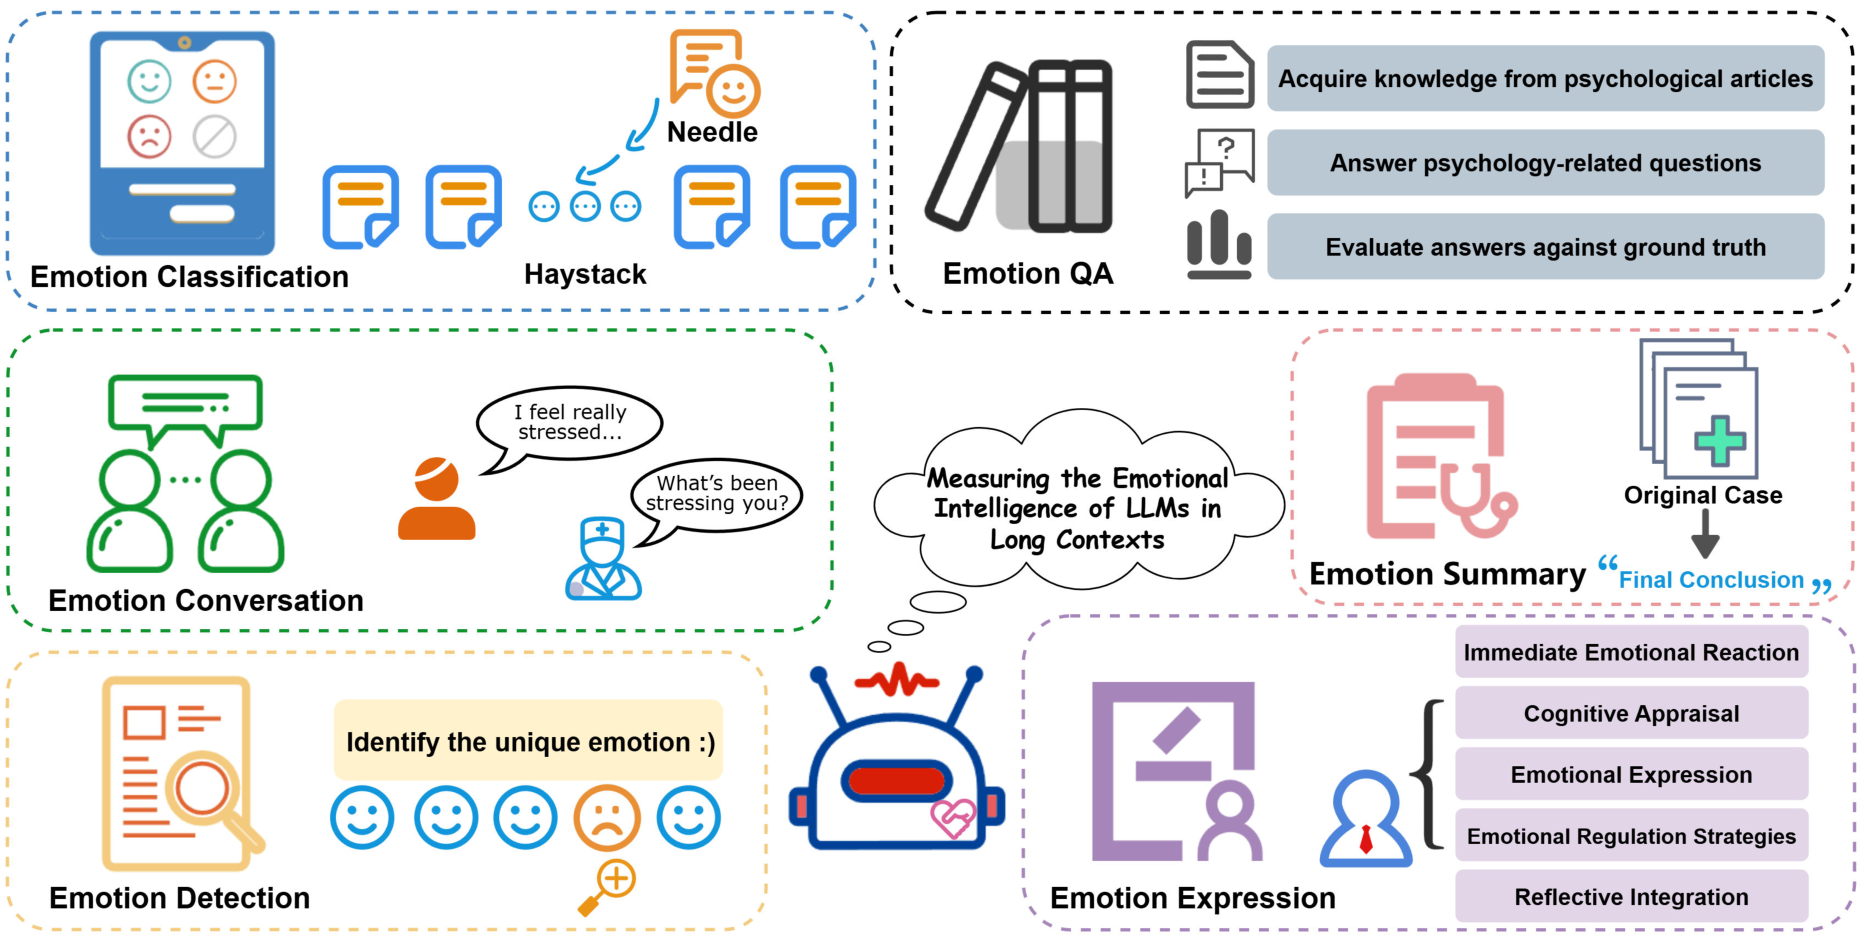 Needle
Haystack
Emotion Classification
Acquire knowledge from psychological articles
Answer psychology-related questions
Evaluate answers against ground truth
? 
!
Emotion QA
I feel really
stressed...
What's been
stressing you?
Emotion Conversation
Measuring the Emotional
Intelligence of LLMs in
Long Contexts
Original Case
“Final Conclusion”
Emotion Summary
Identify the unique emotion :)
Emotion Detection
Immediate Emotional Reaction
Cognitive Appraisal
Emotional Expression
Emotional Regulation Strategies
Reflective Integration
Emotion Expression